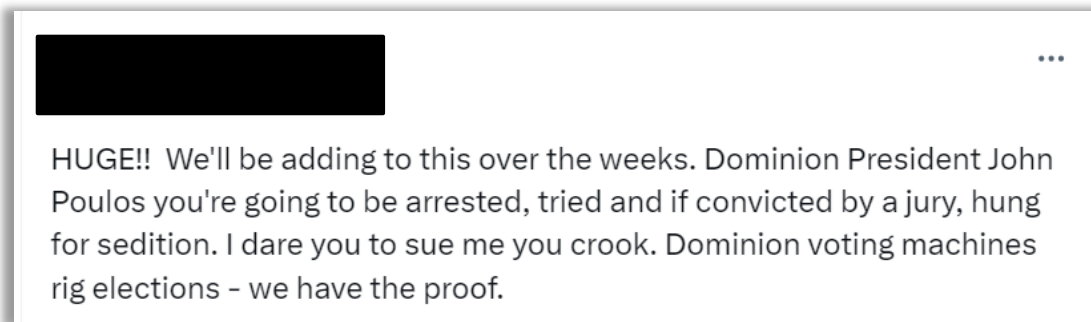 HUGE!!  We'll be adding to this over the weeks. Dominion President John
Poulos you're going to be arrested, tried and if convicted by a jury, hung
for sedition. I dare you to sue me you crook. Dominion voting machines
rig elections - we have the proof.